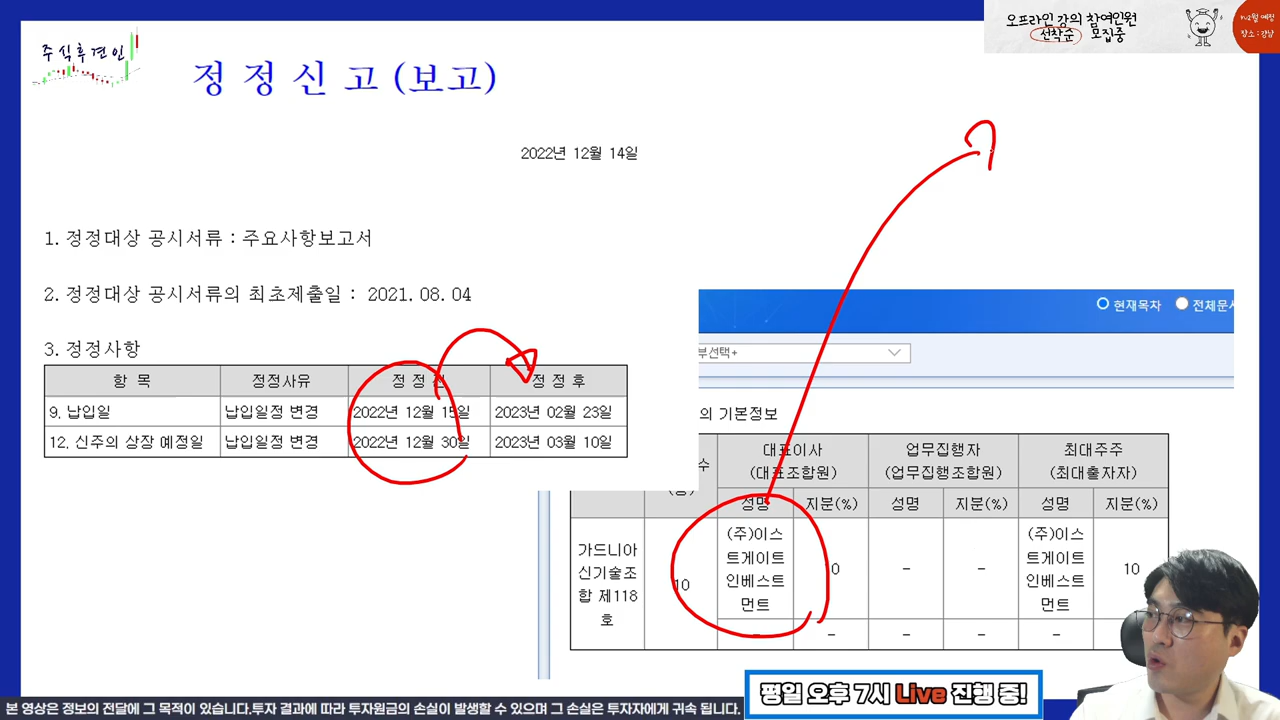 오프라인 강의 참여인원
선착순 모집중
장소 : 강남
주식후견인
정 정 신 고 (보고)
2022년 12월 14일
1. 정정대상 공시서류 : 주요사항보고서
2. 정정대상 공시서류의 최초제출일 : 2021.08.04
3. 정정사항
항 목 정정사유 정 정 전 정 정 후
9. 납입일 납입일정 변경 2022년 12월 15일 2023년 02월 23일
12. 신주의 상장 예정일 납입일정 변경 2022년 12월 30일 2023년 03월 10일
현재목차 전체문서
부선택+
의 기본정보
수 대표이사 업무집행자 최대주주
(대표조합원) (업무집행조합원) (최대출자자)
(명)
성명 지분(%) 성명 지분(%) 성명 지분(%)
가드니아
신기술조
합 제118
호
10
(주)이스
트게이트
인베스트
먼트
0
-
-
(주)이스
트게이트
인베스트
먼트
10
- - - - - -
평일 오후 7시 Live 진행 중!
본 영상은 정보의 전달에 그 목적이 있습니다.투자 결과에 따라 투자원금의 손실이 발생할 수 있으며 그 손실은 투자자에게 귀속 됩니다.